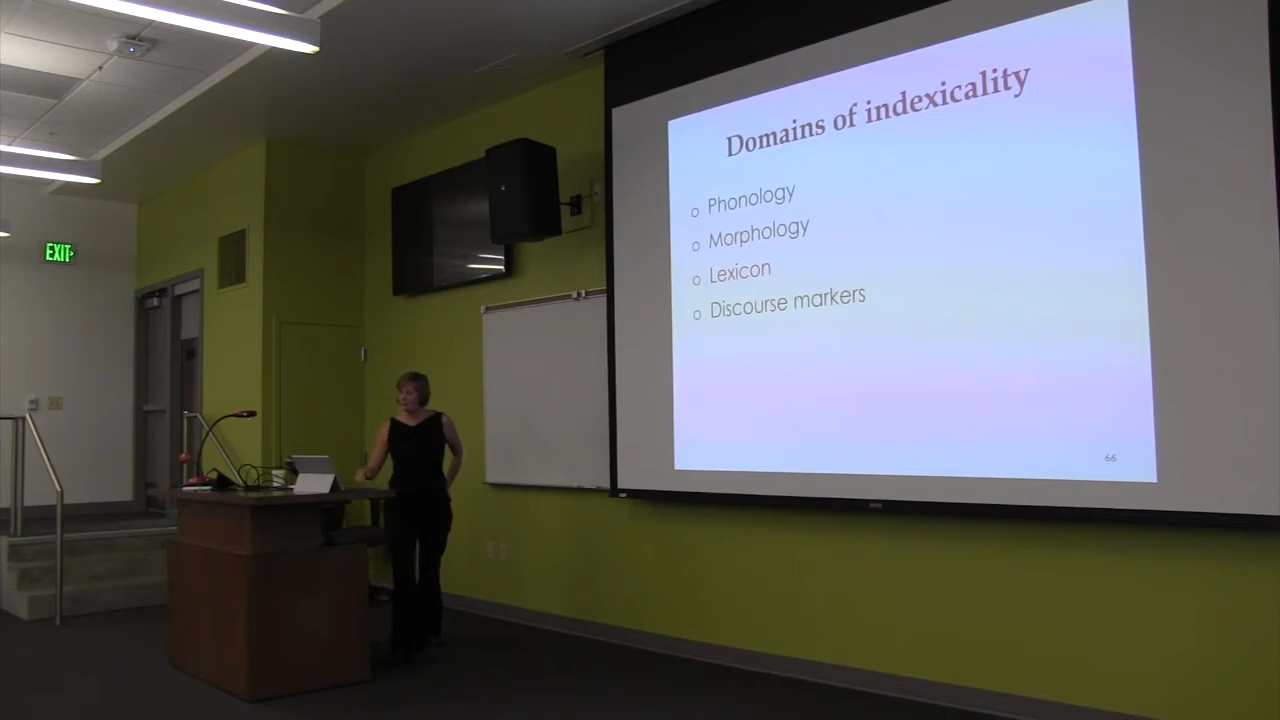 EXIT
Domains of indexicality
Phonology
Morphology
Lexicon
Discourse markers
66